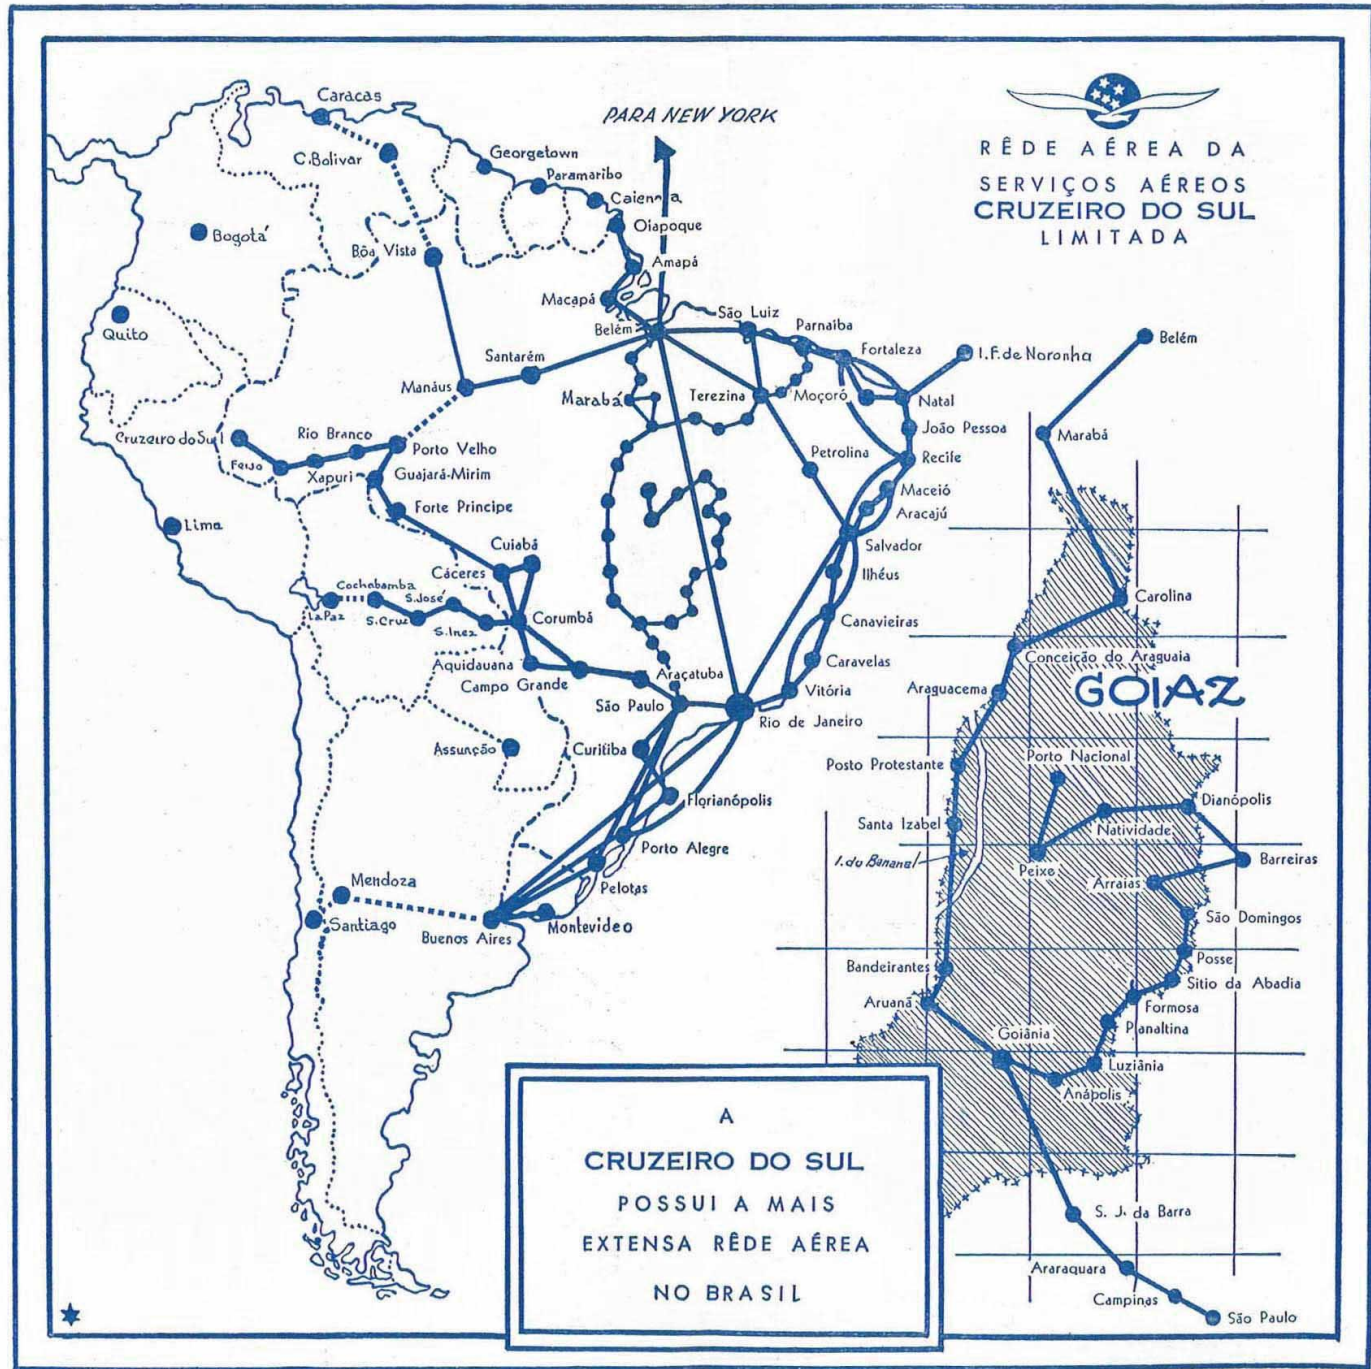 PARA NEW YORK
RÊDE AÉREA DA
SERVIÇOS AÉREOS
CRUZEIRO DO SUL
LIMITADA
Caracas
C. Bolivar
Georgetown
Paramaribo
Caienna
Oiapoque
Bogotá
Bôa Vista
Amapá
Macapá
Quito
Belém
São Luiz
Parnaíba
Fortaleza
I.F. de Noronha
Santarém
Manáus
Marabá
Terezina
Moçoró
Natal
João Pessoa
Cruzeiro do Sul
Rio Branco
Porto Velho
Feijo
Xapuri
Guajará-Mirim
Petrolina
Recife
Maceió
Aracajú
Forte Principe
Lima
Salvador
Cuiabá
Cáceres
Ilhéus
Cochabamba
S. José
La Paz
S. Cruz
S. Inez
Corumbá
Canavieiras
Aquidauana
Campo Grande
Araçatuba
Caravelas
São Paulo
Vitória
Rio de Janeiro
Assunção
Curitiba
Florianópolis
Porto Alegre
Pelotas
Mendoza
Santiago
Buenos Aires
Montevideo
Belém
Marabá
Carolina
Conceição do Araguaia
Araguacema
GOIAZ
Posto Protestante
Porto Nacional
Santa Izabel
Natividade
Dianópolis
I. du Bananal
Peixe
Barreiras
Arraias
São Domingos
Bandeirantes
Posse
Sitio da Abadia
Aruanã
Formosa
Planaltina
Goiânia
Luziânia
Anápolis
S. J. da Barra
Araraquara
Campinas
São Paulo
A
CRUZEIRO DO SUL
POSSUI A MAIS
EXTENSA RÊDE AÉREA
NO BRASIL